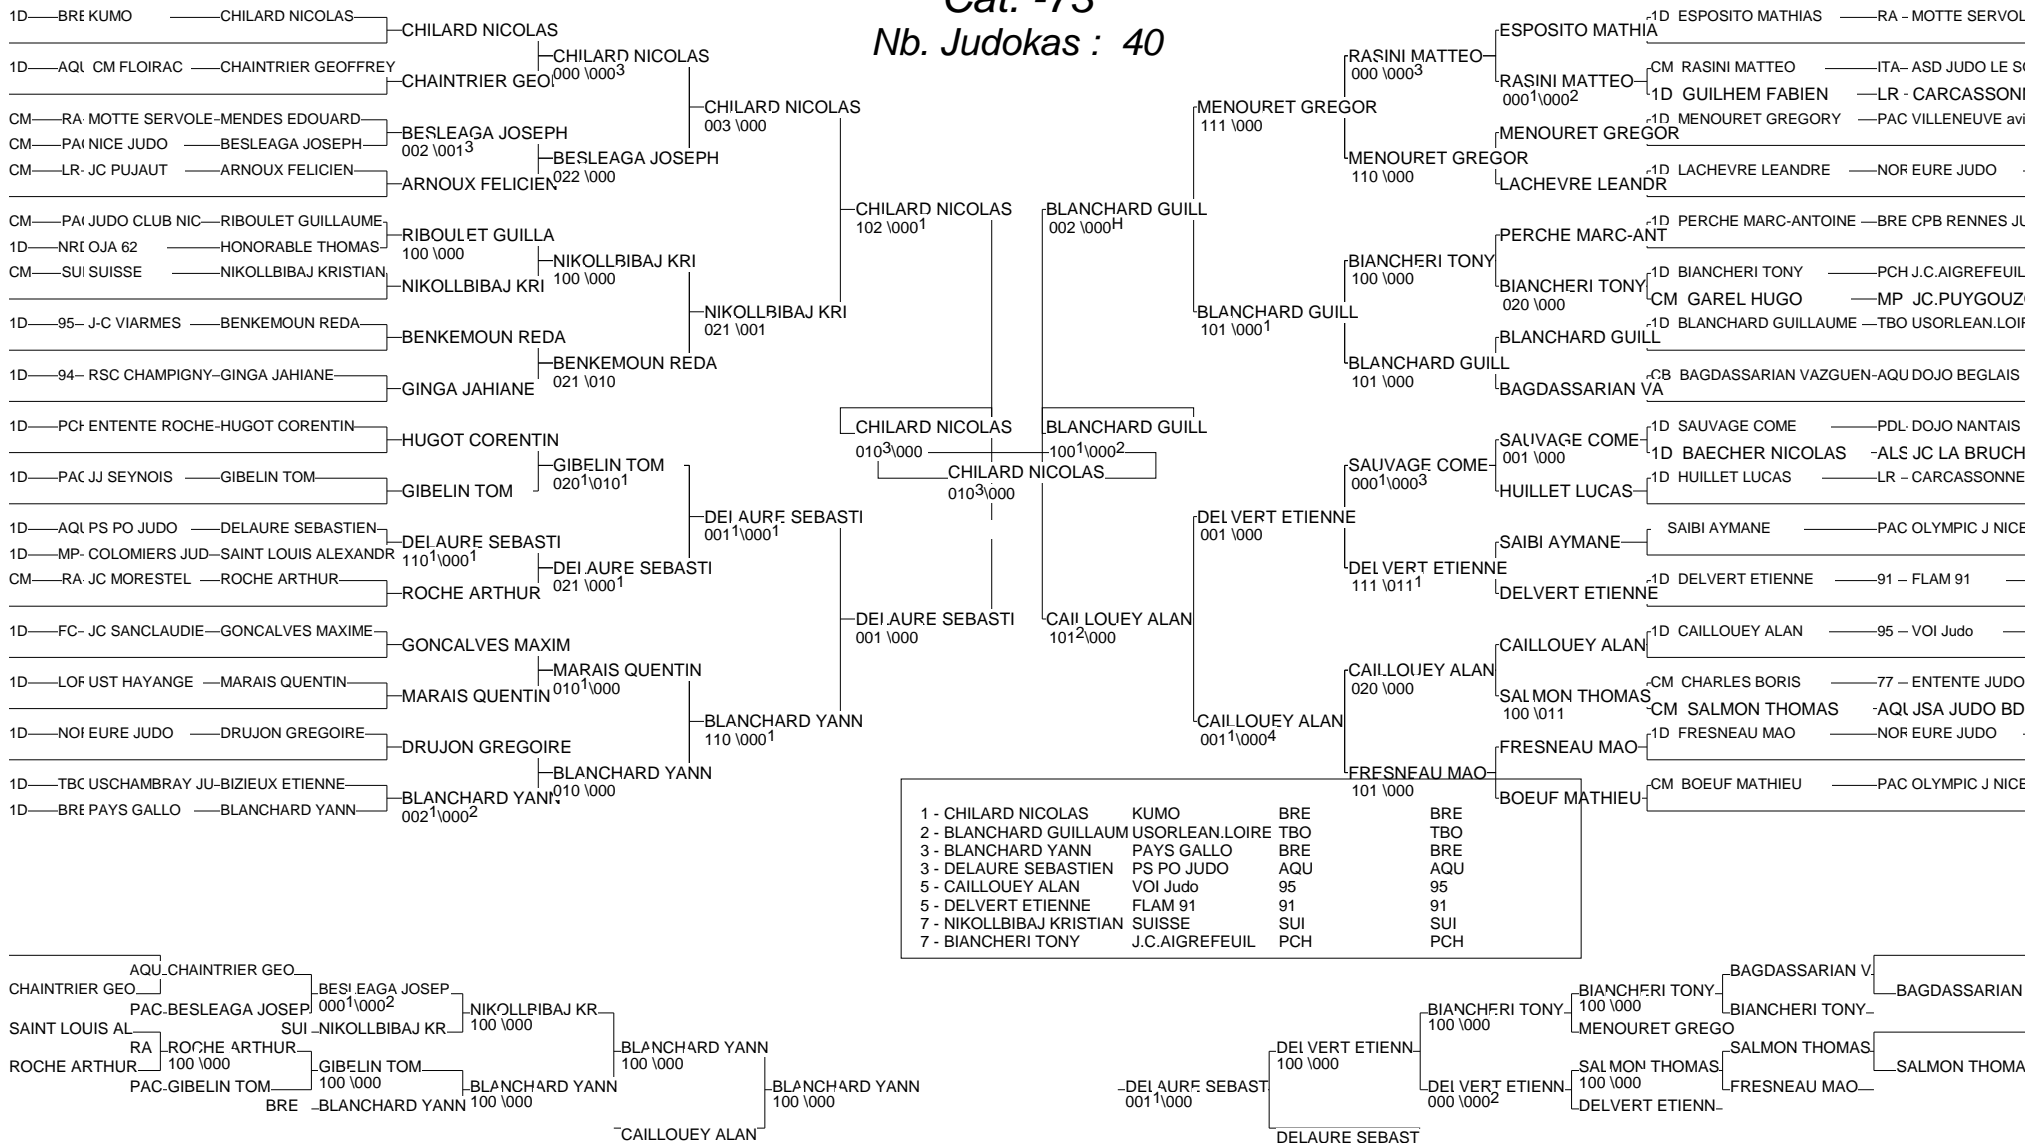 Cat. -73
Nb. Judokas : 40
1D BRE KUMO CHILARD NICOLAS
1D AQU CM FLOIRAC CHAINTRIER GEOFFREY
CM RA- MOTTE SERVOLE MENDES EDOUARD
CM PAC NICE JUDO BESLEAGA JOSEPH
CM LR- JC PUJAUT ARNOUX FELICIEN
CM PAC JUDO CLUB NIC RIBOULET GUILLAUME
1D NRD OJA 62 HONORABLE THOMAS
CM SUI SUISSE NIKOLLBIBAJ KRISTIAN
1D 95 J-C VIARMES BENKEMOUN REDA
1D 94 RSC CHAMPIGNY GINGA JAHIANE
1D PCH ENTENTE ROCHE HUGOT CORENTIN
1D PAC JJ SEYNOIS GIBELIN TOM
1D AQU PS PO JUDO DELAURE SEBASTIEN
1D MP- COLOMIERS JUD SAINT LOUIS ALEXANDR
CM RA- JC MORESTEL ROCHE ARTHUR
1D FC- JC SANCLAUDIE GONCALVES MAXIME
1D LOR UST HAYANGE MARAIS QUENTIN
1D NOR EURE JUDO DRUJON GREGOIRE
1D TBO USCHAMBRAY JU BIZIEUX ETIENNE
1D BRE PAYS GALLO BLANCHARD YANN
CHILARD NICOLAS
CHAINTRIER GEOF
BESLEAGA JOSEPH
002 \001³
ARNOUX FELICIEN
RIBOULET GUILLA
100 \000
NIKOLLBIBAJ KRI
BENKEMOUN REDA
GINGA JAHIANE
HUGOT CORENTIN
GIBELIN TOM
DELAURE SEBASTI
110¹\000¹
ROCHE ARTHUR
GONCALVES MAXIM
MARAIS QUENTIN
DRUJON GREGOIRE
BLANCHARD YANN
002¹\000²
CHILARD NICOLAS
000 \000³
BESLEAGA JOSEPH
022 \000
NIKOLLBIBAJ KRI
100 \000
BENKEMOUN REDA
021 \010
GIBELIN TOM
020¹\010¹
DELAURE SEBASTI
021 \000¹
MARAIS QUENTIN
010¹\000
BLANCHARD YANN
010 \000
CHILARD NICOLAS
003 \000
NIKOLLBIBAJ KRI
021 \001
DELAURE SEBASTI
001¹\000¹
BLANCHARD YANN
110 \000¹
CHILARD NICOLAS
102 \000¹
DELAURE SEBASTI
001 \000
CHILARD NICOLAS
010³\000
BLANCHARD GUILL
100¹\000²
CHILARD NICOLAS
010³\000
BLANCHARD GUILL
002 \000H
CAILLOUEY ALAN
101²\000
MENOURET GREGOR
111 \000
BLANCHARD GUILL
101 \000¹
DELVERT ETIENNE
001 \000
CAILLOUEY ALAN
001¹\000⁴
RASINI MATTEO
000 \000³
MENOURET GREGOR
110 \000
BIANCHERI TONY
100 \000
BLANCHARD GUILL
101 \000
SAUVAGE COME
000¹\000³
DELVERT ETIENNE
111 \011¹
CAILLOUEY ALAN
020 \000
FRESNEAU MAO
101 \000
ESPOSITO MATHIA
RASINI MATTEO
000¹\000²
MENOURET GREGOR
LACHEVRE LEANDR
PERCHE MARC-ANT
BIANCHERI TONY
020 \000
BLANCHARD GUILL
BAGDASSARIAN VA
SAUVAGE COME
001 \000
HUILLET LUCAS
SAIBI AYMANE
DELVERT ETIENNE
CAILLOUEY ALAN
SALMON THOMAS
100 \011
FRESNEAU MAO
BOEUF MATHIEU
1D ESPOSITO MATHIAS RA - MOTTE SERVOL
CM RASINI MATTEO ITA ASD JUDO LE S
1D GUILHEM FABIEN LR - CARCASSON
1D MENOURET GREGORY PAC VILLENEUVE avi
1D LACHEVRE LEANDRE NOR EURE JUDO
1D PERCHE MARC-ANTOINE BRE CPB RENNES JU
1D BIANCHERI TONY PCH J.C.AIGREFEUIL
CM GAREL HUGO MP JC.PUYGOUZ
1D BLANCHARD GUILLAUME TBO USORLEAN.LOIR
CB BAGDASSARIAN VAZGUEN AQU DOJO BEGLAIS
1D SAUVAGE COME PDL DOJO NANTAIS
1D BAECHER NICOLAS ALS JC LA BRUCH
1D HUILLET LUCAS LR - CARCASSONNE
SAIBI AYMANE PAC OLYMPIC J NICE
1D DELVERT ETIENNE 91 - FLAM 91
1D CAILLOUEY ALAN 95 - VOI Judo
CM CHARLES BORIS 77 - ENTENTE JUDO
CM SALMON THOMAS AQU JSA JUDO BD
1D FRESNEAU MAO NOR EURE JUDO
CM BOEUF MATHIEU PAC OLYMPIC J NICE
1 - CHILARD NICOLAS KUMO BRE BRE
2 - BLANCHARD GUILLAUM USORLEAN.LOIRE TBO TBO
3 - BLANCHARD YANN PAYS GALLO BRE BRE
3 - DELAURE SEBASTIEN PS PO JUDO AQU AQU
5 - CAILLOUEY ALAN VOI Judo 95 95
5 - DELVERT ETIENNE FLAM 91 91 91
7 - NIKOLLBIBAJ KRISTIAN SUISSE SUI SUI
7 - BIANCHERI TONY J.C.AIGREFEUIL PCH PCH
CHAINTRIER GEO
SAINT LOUIS AL
ROCHE ARTHUR
AQU CHAINTRIER GEO
PAC BESLEAGA JOSEP
RA ROCHE ARTHUR
100 \000
PAC GIBELIN TOM
BESLEAGA JOSEP
000¹\000²
SUI NIKOLLBIBAJ KR
GIBELIN TOM
100 \000
BRE BLANCHARD YANN
NIKOLLBIBAJ KR
100 \000
BLANCHARD YANN
100 \000
BLANCHARD YANN
100 \000
CAILLOUEY ALAN
BLANCHARD YANN
100 \000
DELAURE SEBAST
001¹\000
DELVERT ETIENN
100 \000
DELAURE SEBAST
BIANCHERI TONY
100 \000
DELVERT ETIENN
000 \000²
BIANCHERI TONY
100 \000
MENOURET GREGO
SALMON THOMAS
100 \000
DELVERT ETIENN
BAGDASSARIAN V
BIANCHERI TONY
SALMON THOMAS
FRESNEAU MAO
BAGDASSARIAN
SALMON THOMA